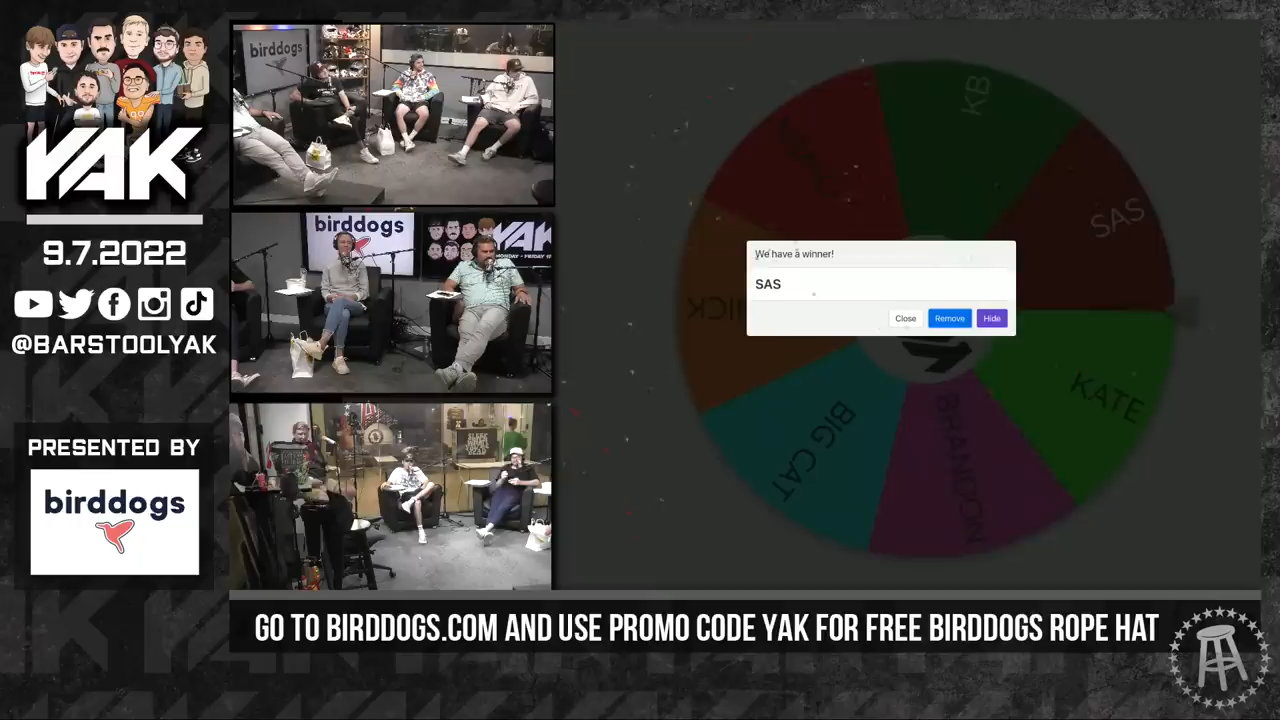 YAK
9.7.2022
@BARSTOOLYAK
PRESENTED BY
birddogs
birddogs
birddogs
YAK
MONDAY - FRIDAY
KB
SAS
KATE
BRANDON
BIG CAT
We have a winner!
SAS
Close
Remove
Hide
GO TO BIRDDOGS.COM AND USE PROMO CODE YAK FOR FREE BIRDDOGS ROPE HAT